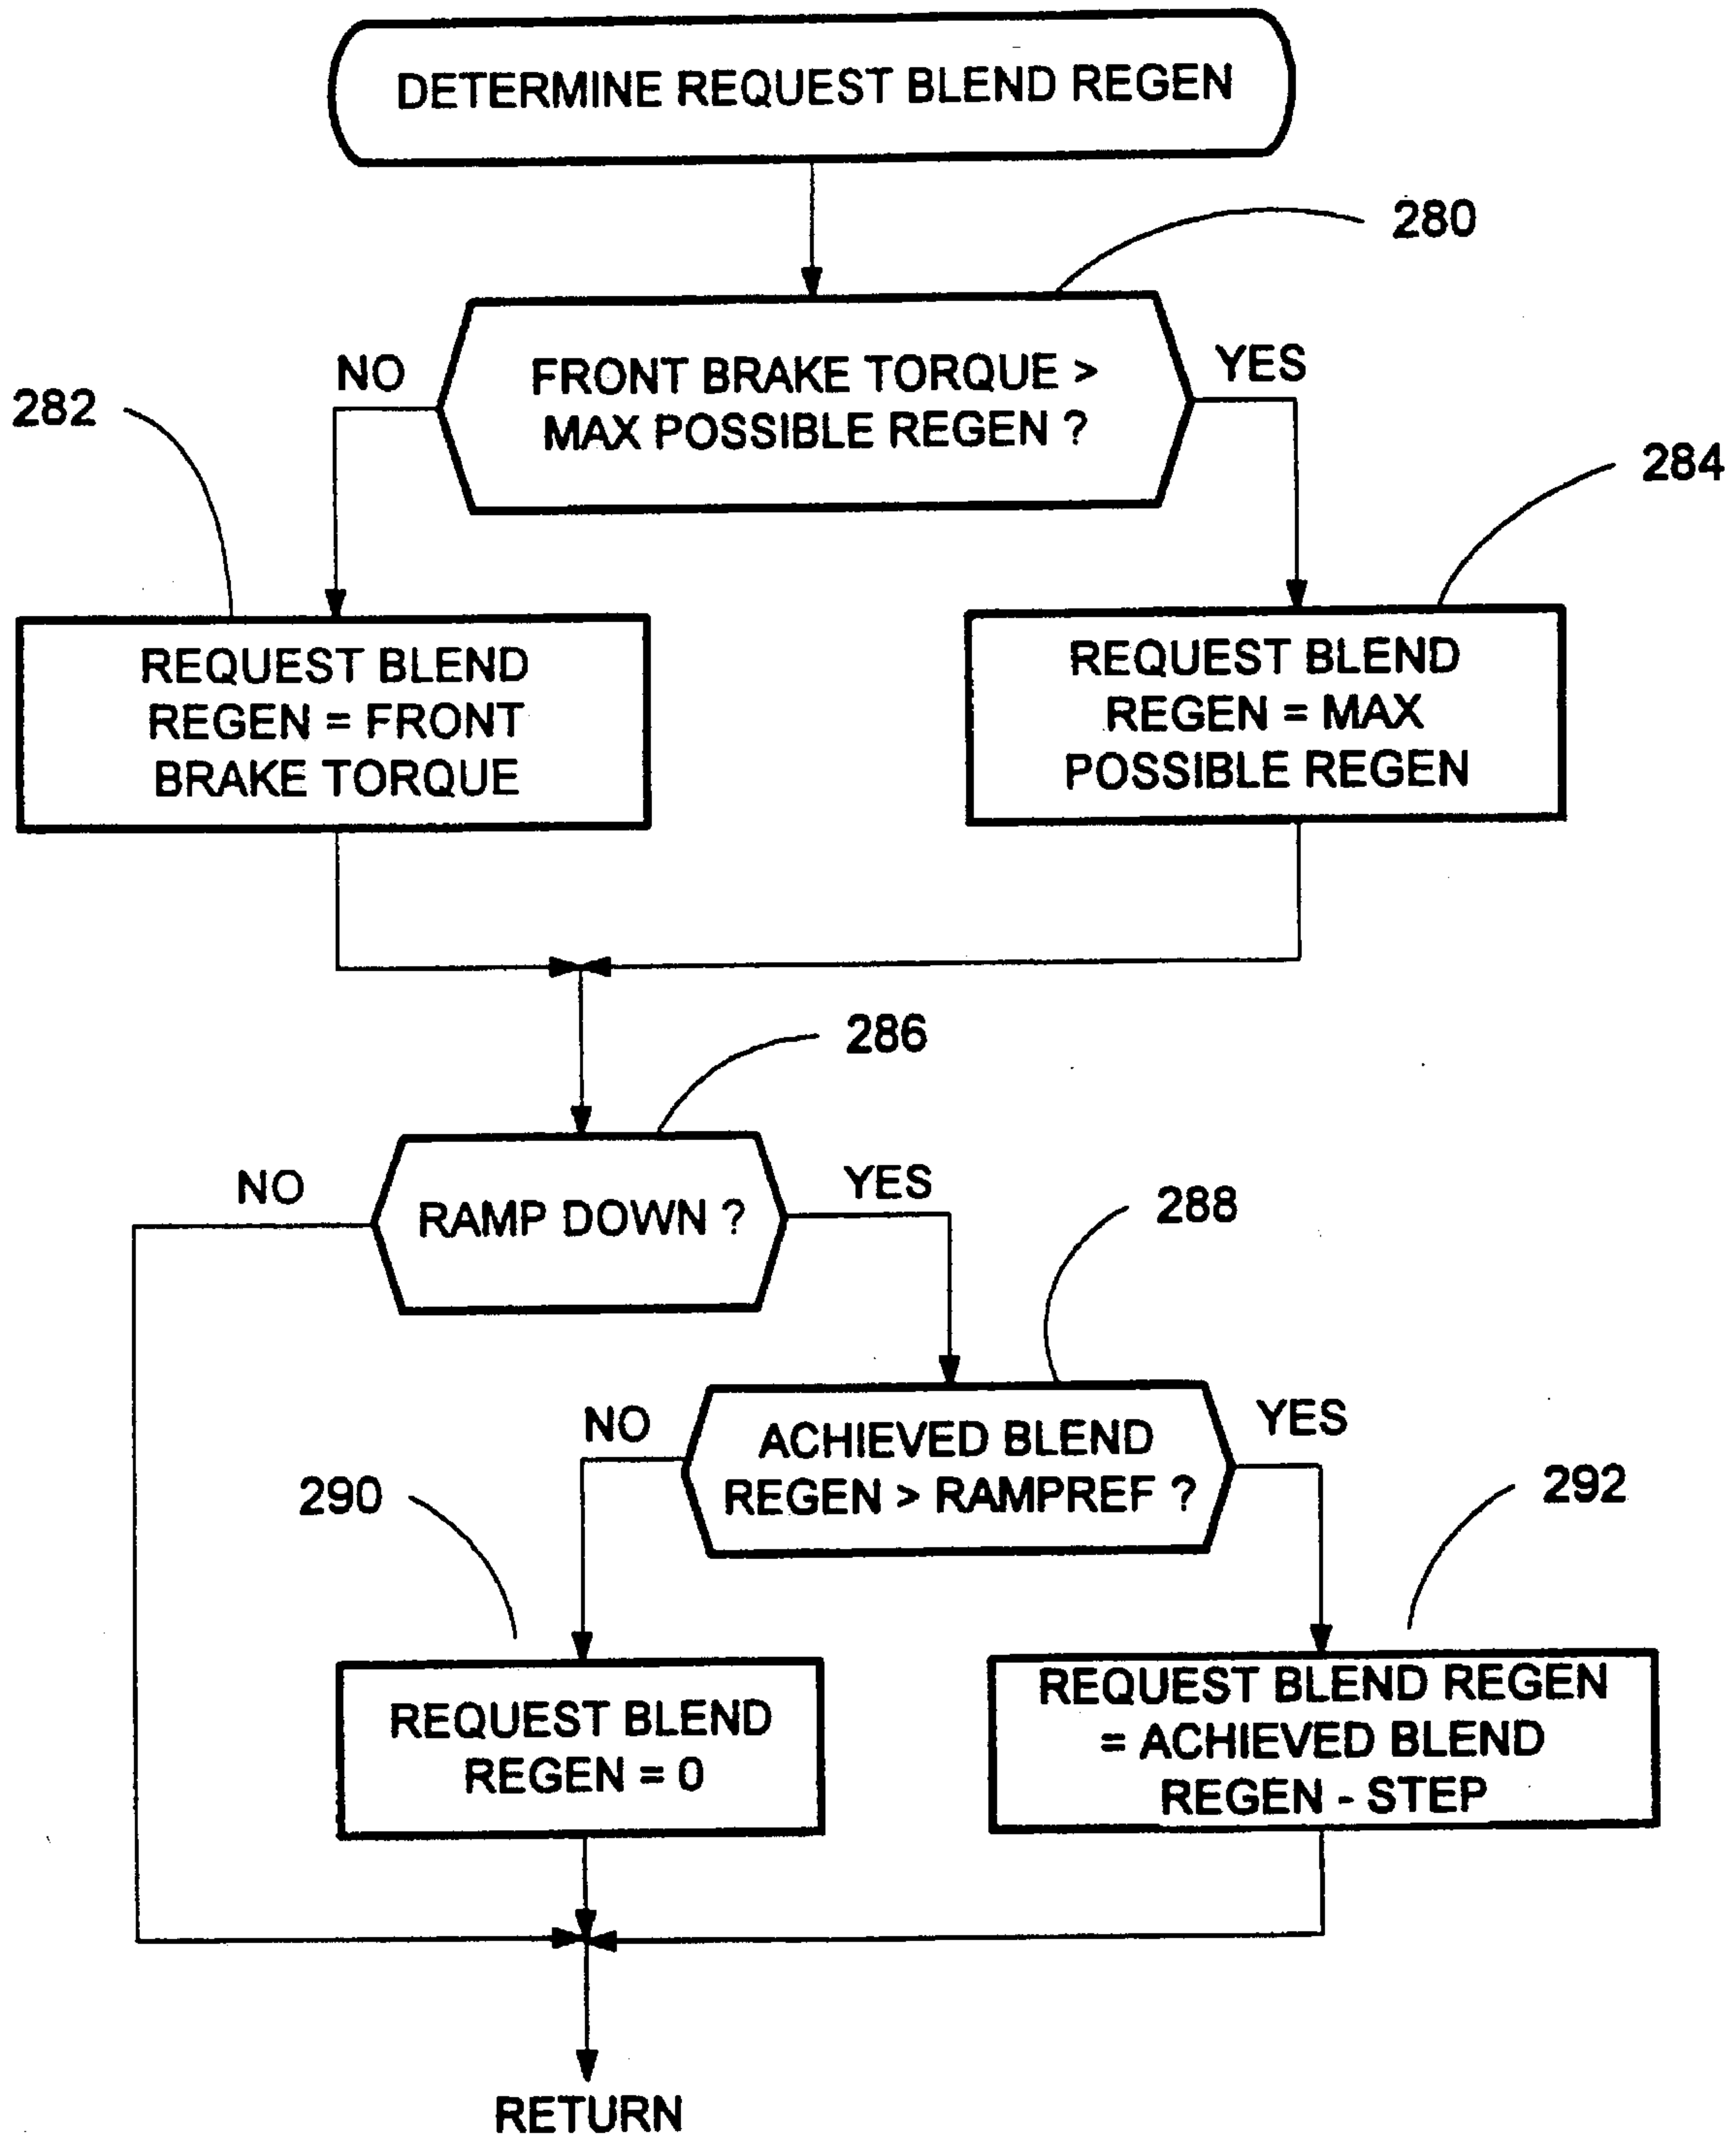 DETERMINE REQUEST BLEND REGEN
280
NO
FRONT BRAKE TORQUE >
MAX POSSIBLE REGEN ?
YES
282
284
REQUEST BLEND
REGEN = FRONT
BRAKE TORQUE
REQUEST BLEND
REGEN = MAX
POSSIBLE REGEN
286
NO
RAMP DOWN ?
YES
288
NO
ACHIEVED BLEND
REGEN > RAMPREF ?
YES
290
292
REQUEST BLEND
REGEN = 0
REQUEST BLEND REGEN
= ACHIEVED BLEND
REGEN - STEP
RETURN